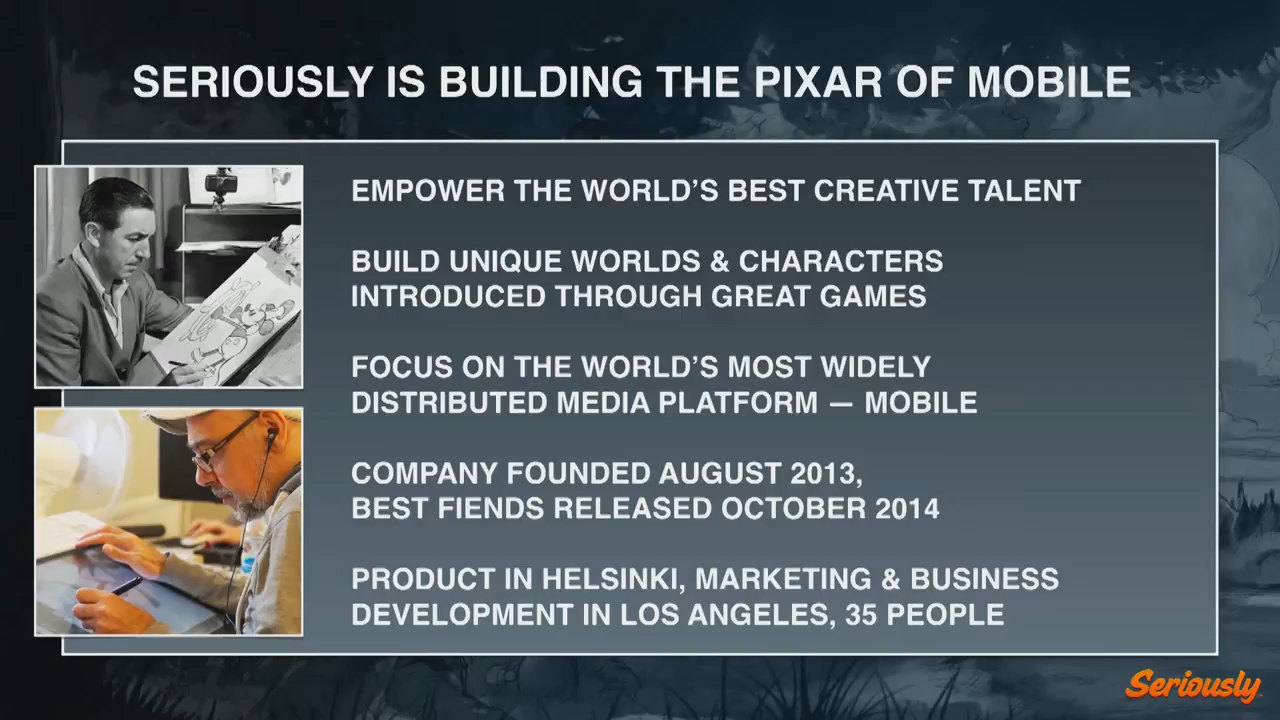 SERIOUSLY IS BUILDING THE PIXAR OF MOBILE
EMPOWER THE WORLD’S BEST CREATIVE TALENT
BUILD UNIQUE WORLDS & CHARACTERS
INTRODUCED THROUGH GREAT GAMES
FOCUS ON THE WORLD’S MOST WIDELY
DISTRIBUTED MEDIA PLATFORM — MOBILE
COMPANY FOUNDED AUGUST 2013,
BEST FIENDS RELEASED OCTOBER 2014
PRODUCT IN HELSINKI, MARKETING & BUSINESS
DEVELOPMENT IN LOS ANGELES, 35 PEOPLE
Seriously